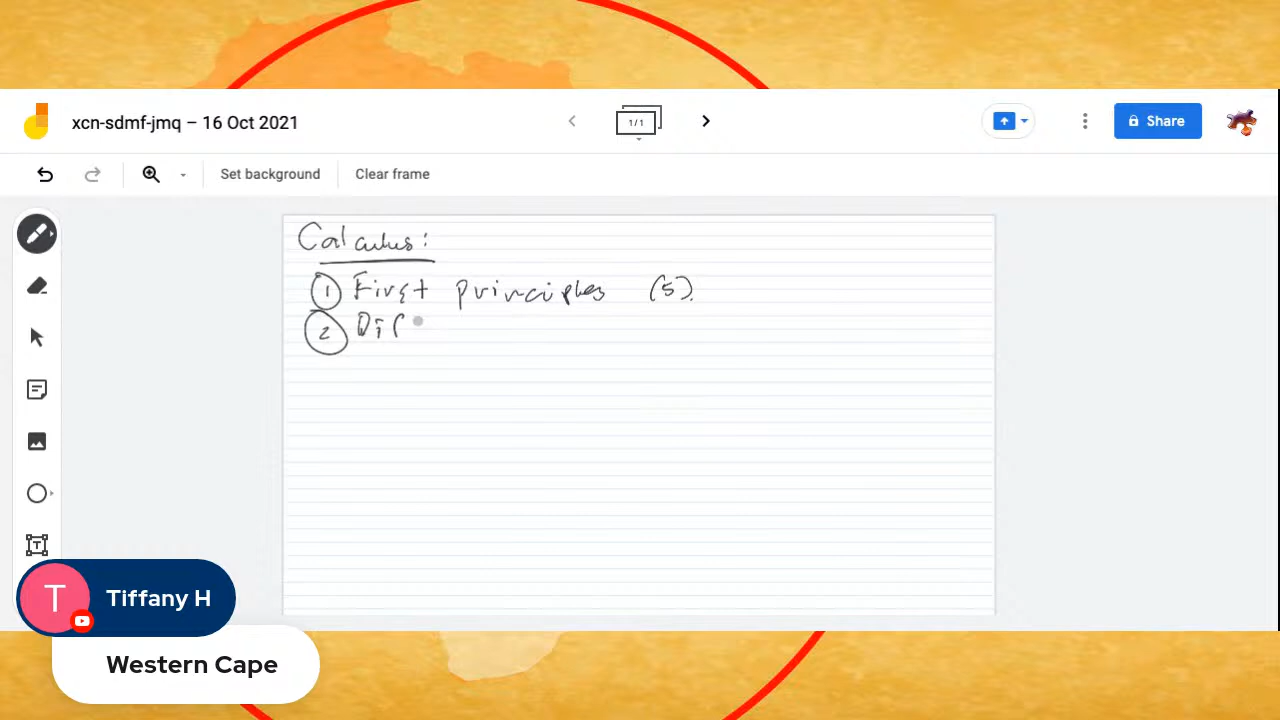 xcn-sdmf-jmq – 16 Oct 2021
1/1
Share
Set background
Clear frame
Calculus:
1 First principles (5).
2 Dif
T
T Tiffany H
Western Cape